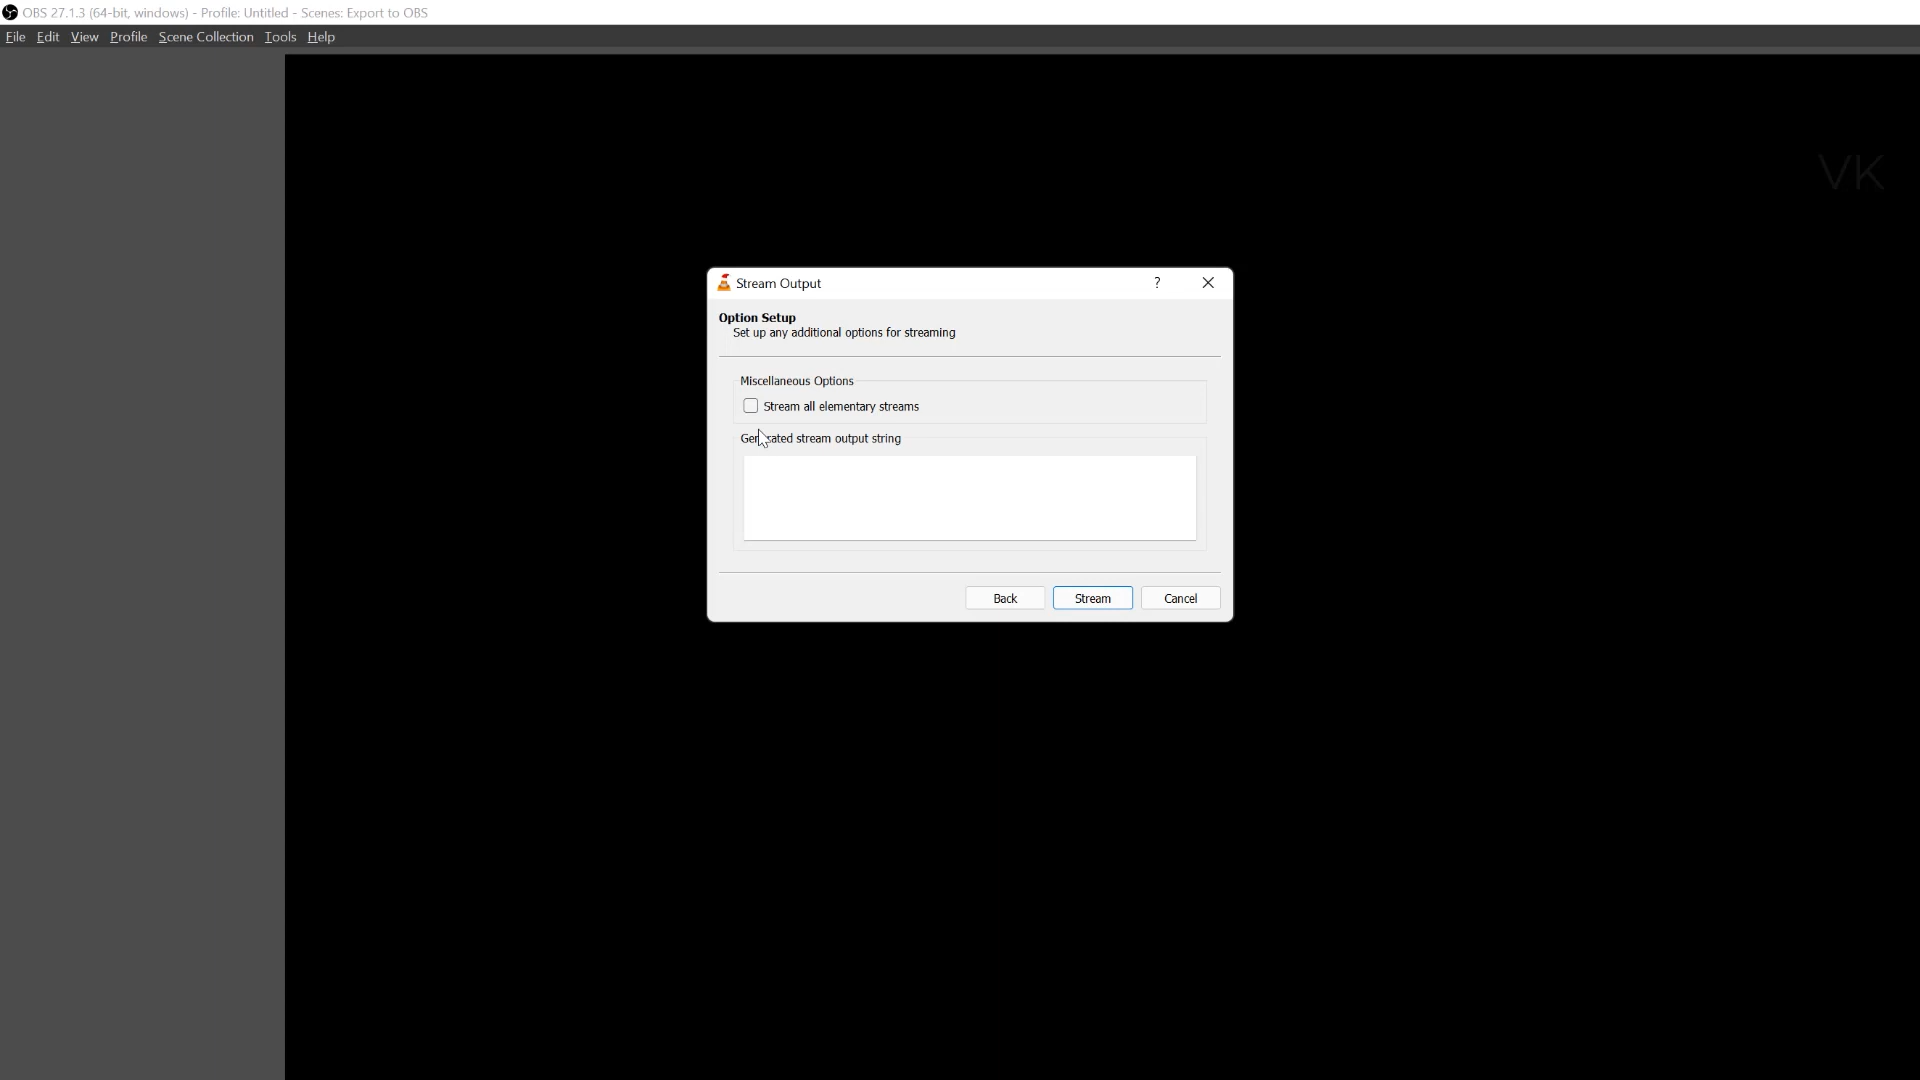 OBS 27.1.3 (64-bit, windows) - Profile: Untitled - Scenes: Export to OBS
File Edit View Profile Scene Collection Tools Help
VK
Stream Output ?
Option Setup
Set up any additional options for streaming
Miscellaneous Options
Stream all elementary streams
Generated stream output string
Back Stream Cancel